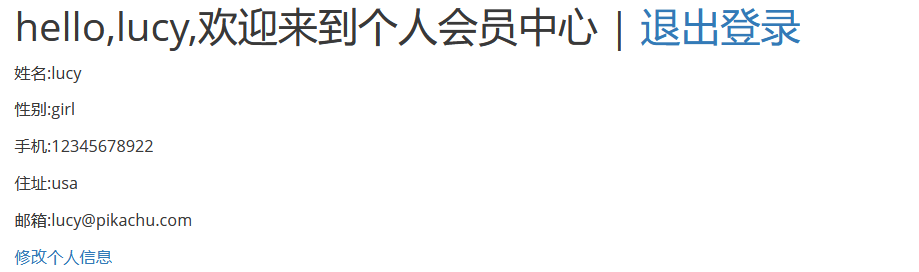 hello,lucy,欢迎来到个人会员中心 | 退出登录
姓名:lucy
性别:girl
手机:12345678922
住址:usa
邮箱:lucy@pikachu.com
修改个人信息